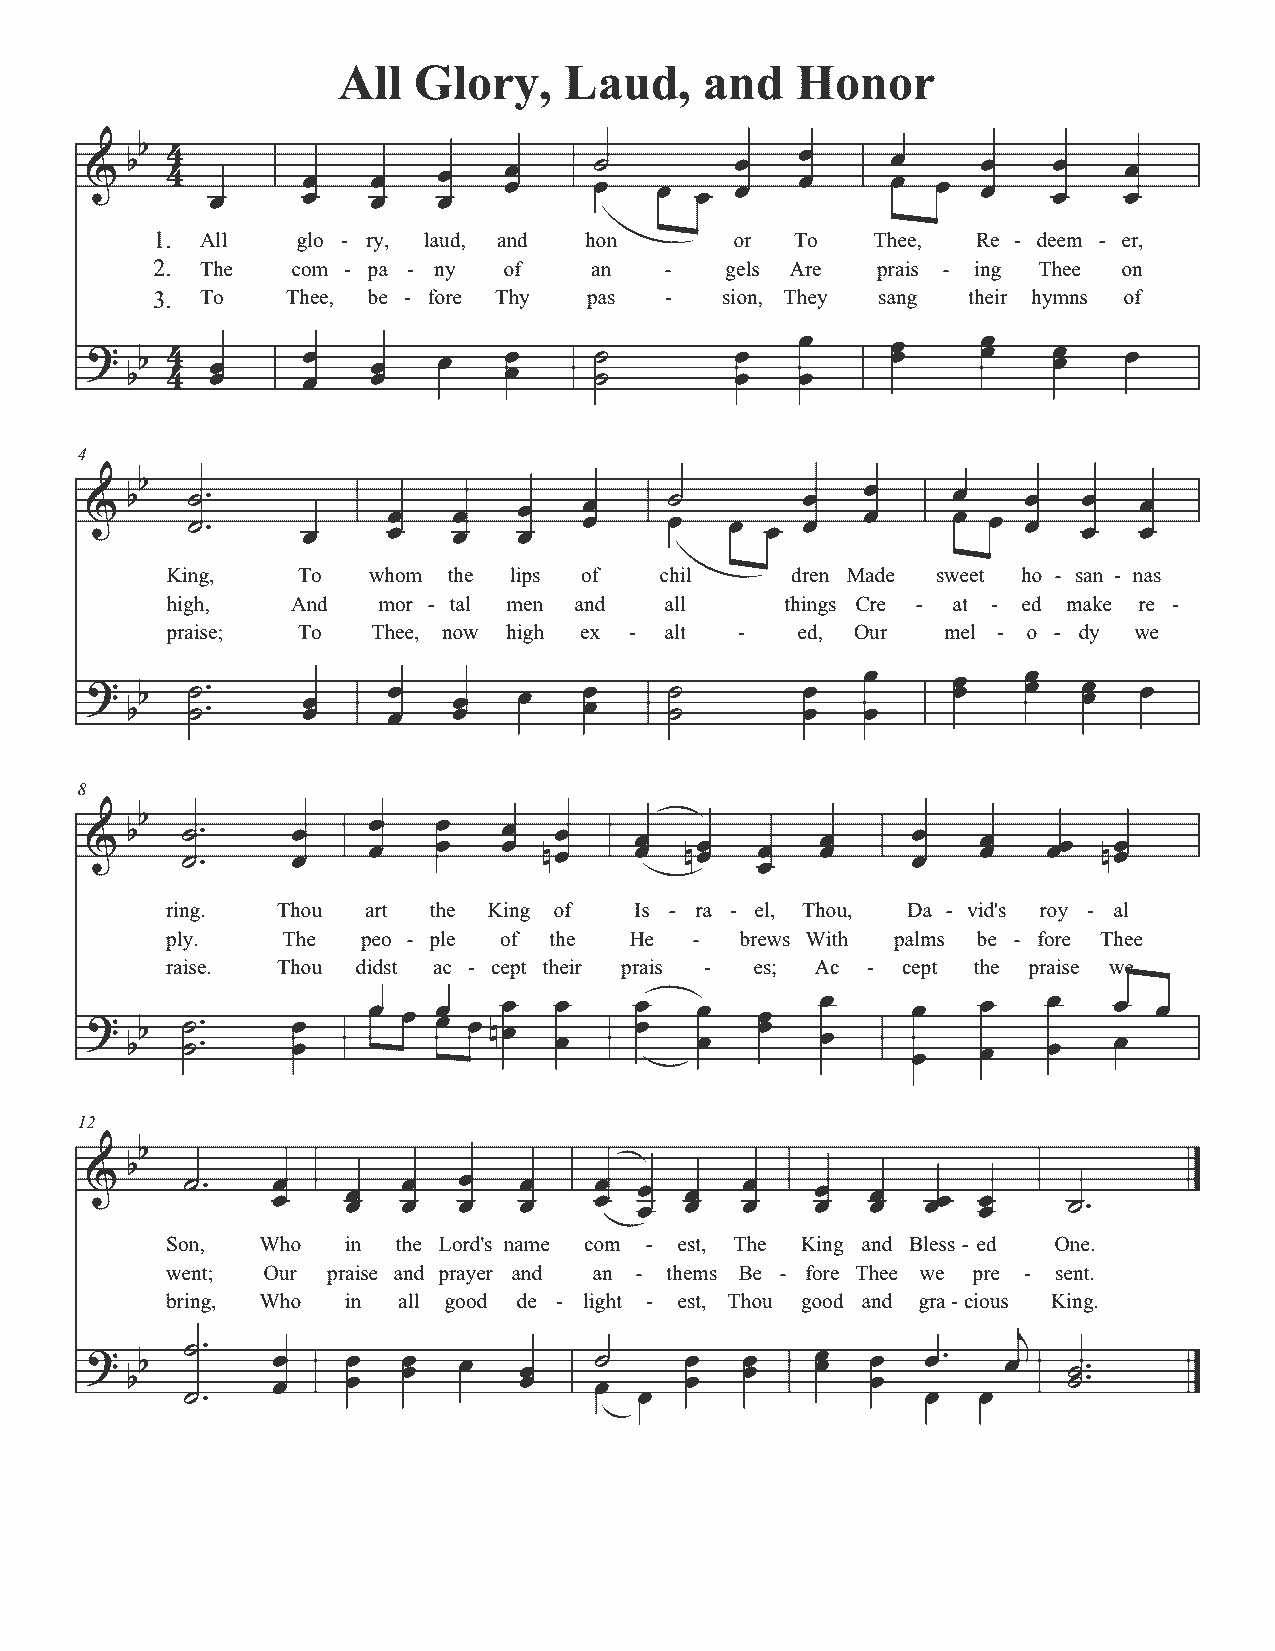 All Glory, Laud, and Honor
1. All glo - ry, laud, and hon or To Thee, Re - deem - er,
2. The com - pa - ny of an - gels Are prais - ing Thee on
3. To Thee, be - fore Thy pas - sion, They sang their hymns of
4
King, To whom the lips of chil dren Made sweet ho - san - nas
high, And mor - tal men and all things Cre - at - ed make re -
praise; To Thee, now high ex - alt - ed, Our mel - o - dy we
8
ring. Thou art the King of Is - ra - el, Thou, Da - vid's roy - al
ply. The peo - ple of the He - brews With palms be - fore Thee
raise. Thou didst ac - cept their prais - es; Ac - cept the praise we
12
Son, Who in the Lord's name com - est, The King and Bless - ed One.
went; Our praise and prayer and an - thems Be - fore Thee we pre - sent.
bring, Who in all good de - light - est, Thou good and gra - cious King.